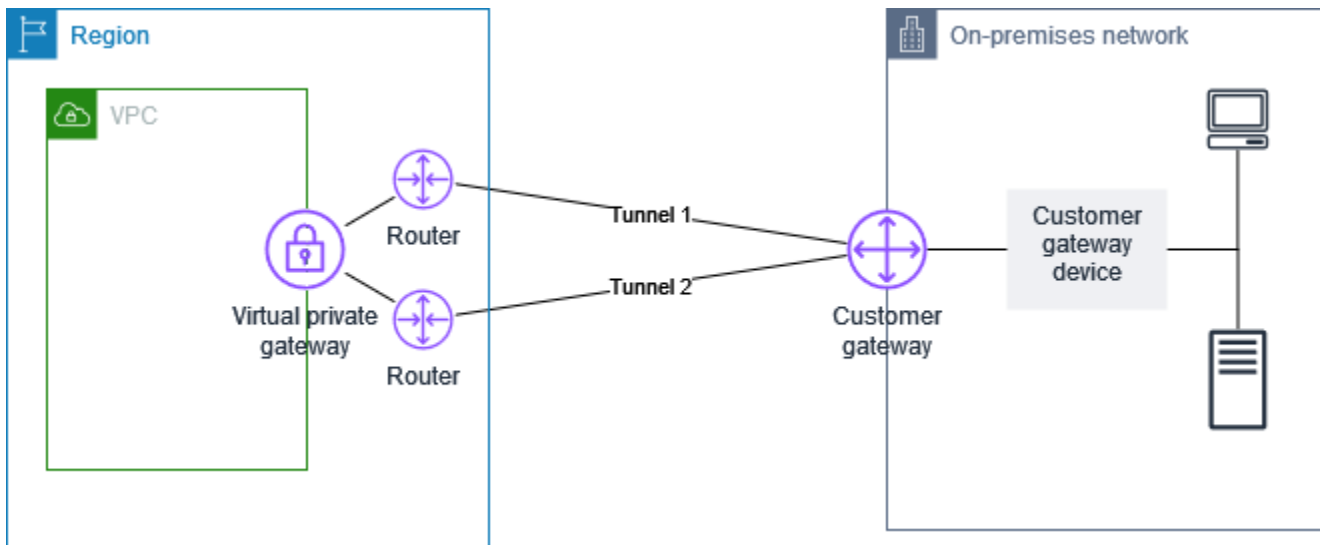 Region
On-premises network
VPC
Router
Tunnel 1
Customer
gateway
device
Tunnel 2
Virtual private
gateway
Router
Customer
gateway